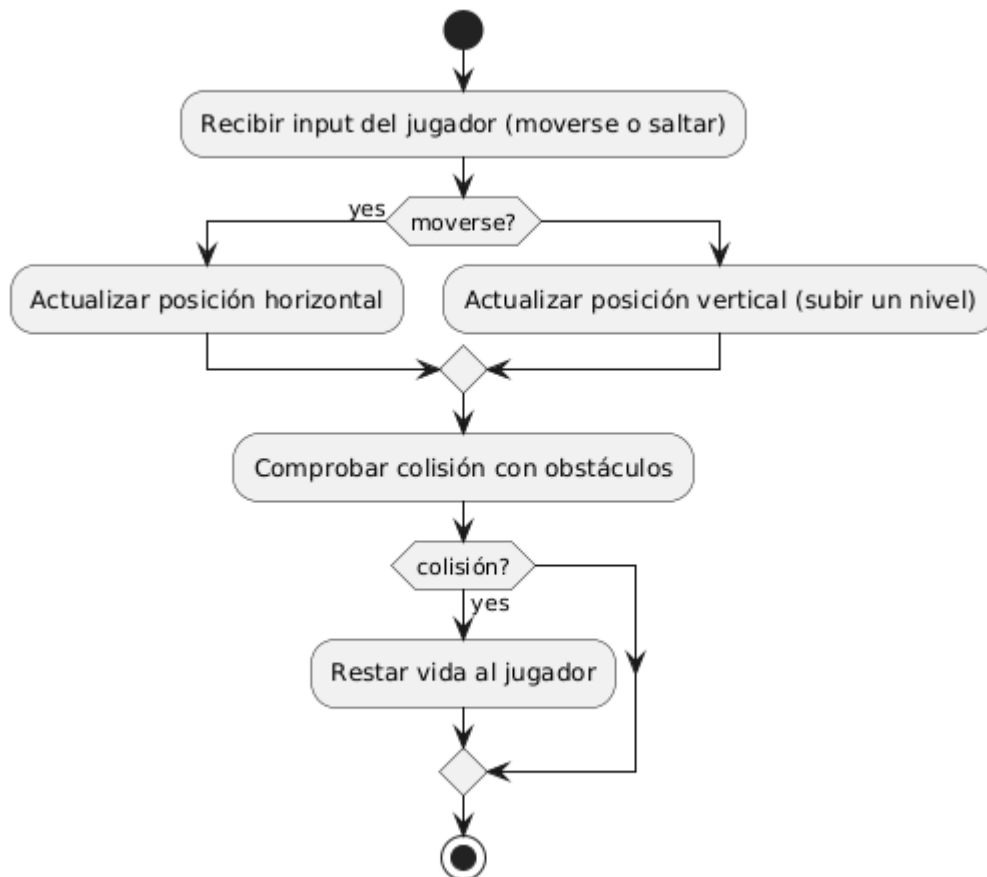 Recibir input del jugador (moverse o saltar)
yes
moverse?
Actualizar posición horizontal
Actualizar posición vertical (subir un nivel)
Comprobar colisión con obstáculos
colisión?
yes
Restar vida al jugador